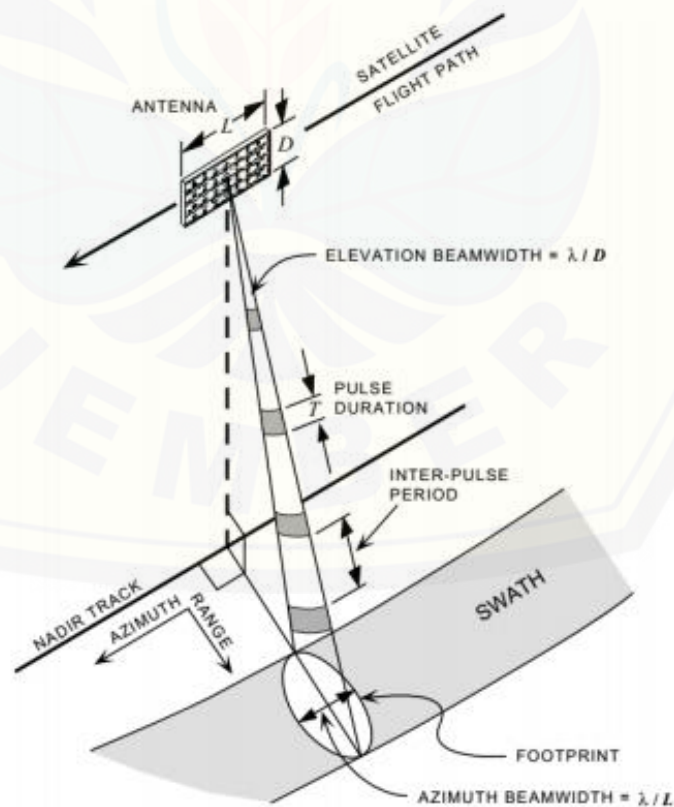 SATELLITE
FLIGHT PATH
ANTENNA
L
D
ELEVATION BEAMWIDTH = λ / D
PULSE
DURATION
T
INTER-PULSE
PERIOD
NADIR TRACK
AZIMUTH
RANGE
SWATH
FOOTPRINT
AZIMUTH BEAMWIDTH = λ / L
EMBER